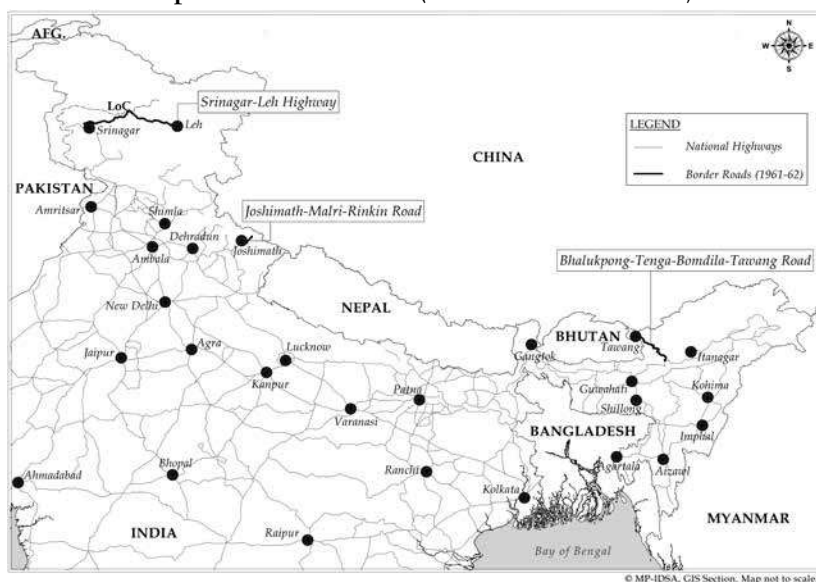 AFG.
N
W E
S
LoC
Srinagar-Leh Highway
Srinagar
Leh
LEGEND
National Highways
Border Roads (1961-62)
CHINA
PAKISTAN
Amritsar
Shimla
Joshimath-Malri-Rinkin Road
Dehradun
Ambala
Joshimath
Bhalukpong-Tenga-Bomdila-Tawang Road
New Delhi
NEPAL
BHUTAN
Tawang
Gangtok
Itanagar
Jaipur
Agra
Lucknow
Kanpur
Guwahati
Kohima
Patna
Shillong
Varanasi
BANGLADESH
Imphal
Bhopal
Ranchi
Agartala
Aizawl
Ahmadabad
Kolkata
INDIA
Raipur
MYANMAR
Bay of Bengal
© MP-IDSA, GIS Section. Map not to scale